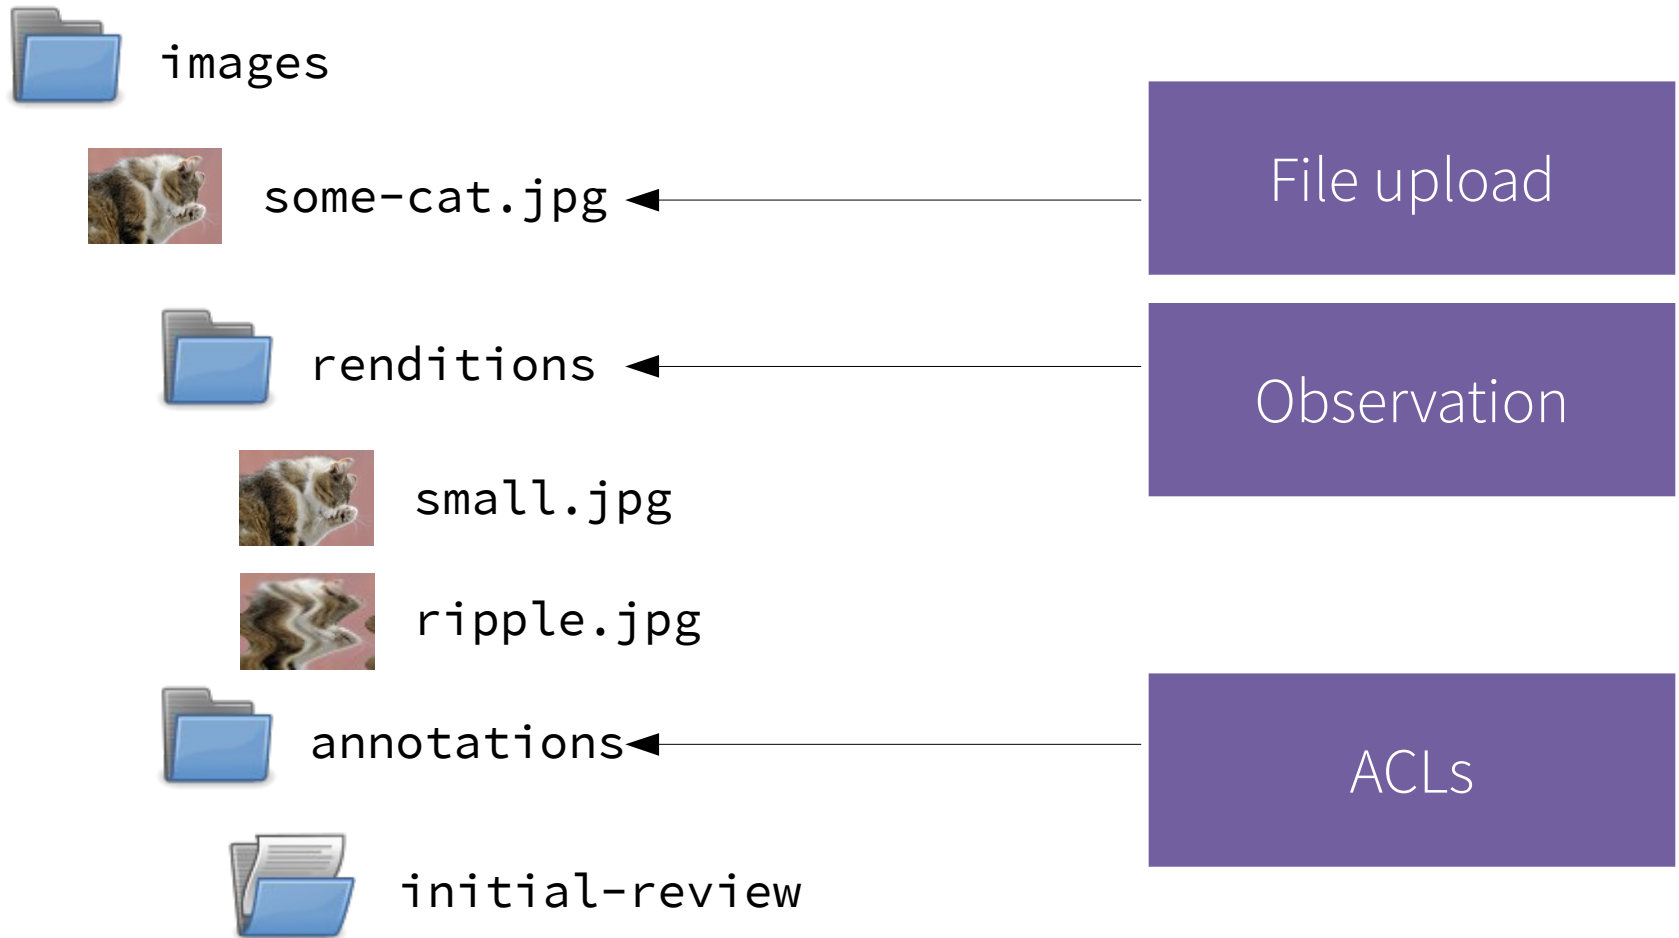 images
some-cat.jpg
File upload
renditions
Observation
small.jpg
ripple.jpg
annotations
ACLs
initial-review